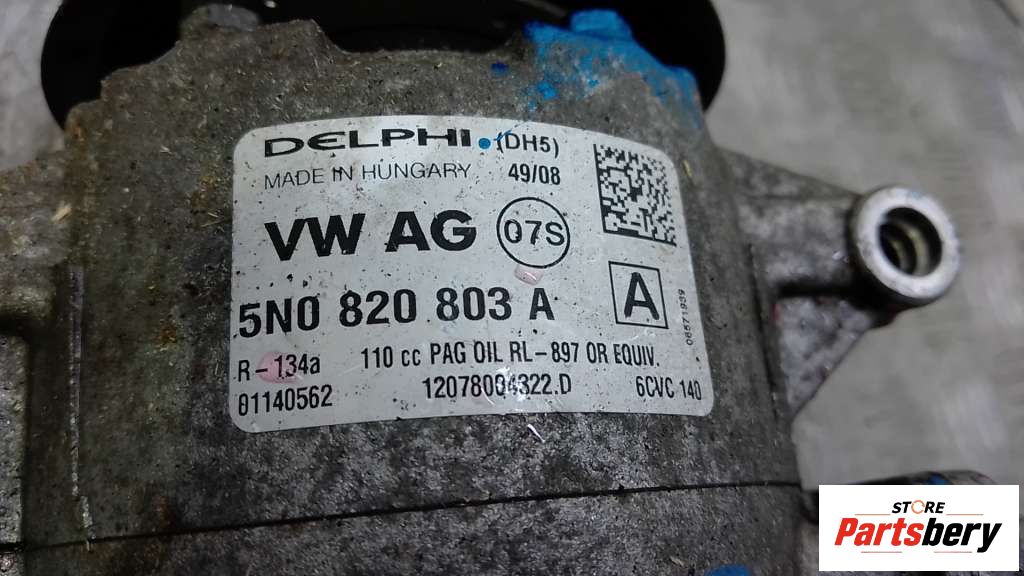 DELPHI (DH5)
MADE IN HUNGARY 49/08
VW AG 07S
5N0 820 803 A A
R-134a 110 cc PAG OIL RL-897 OR EQUIV.
01140562 12078004322.D 6CVC 140
STORE
Partsbery